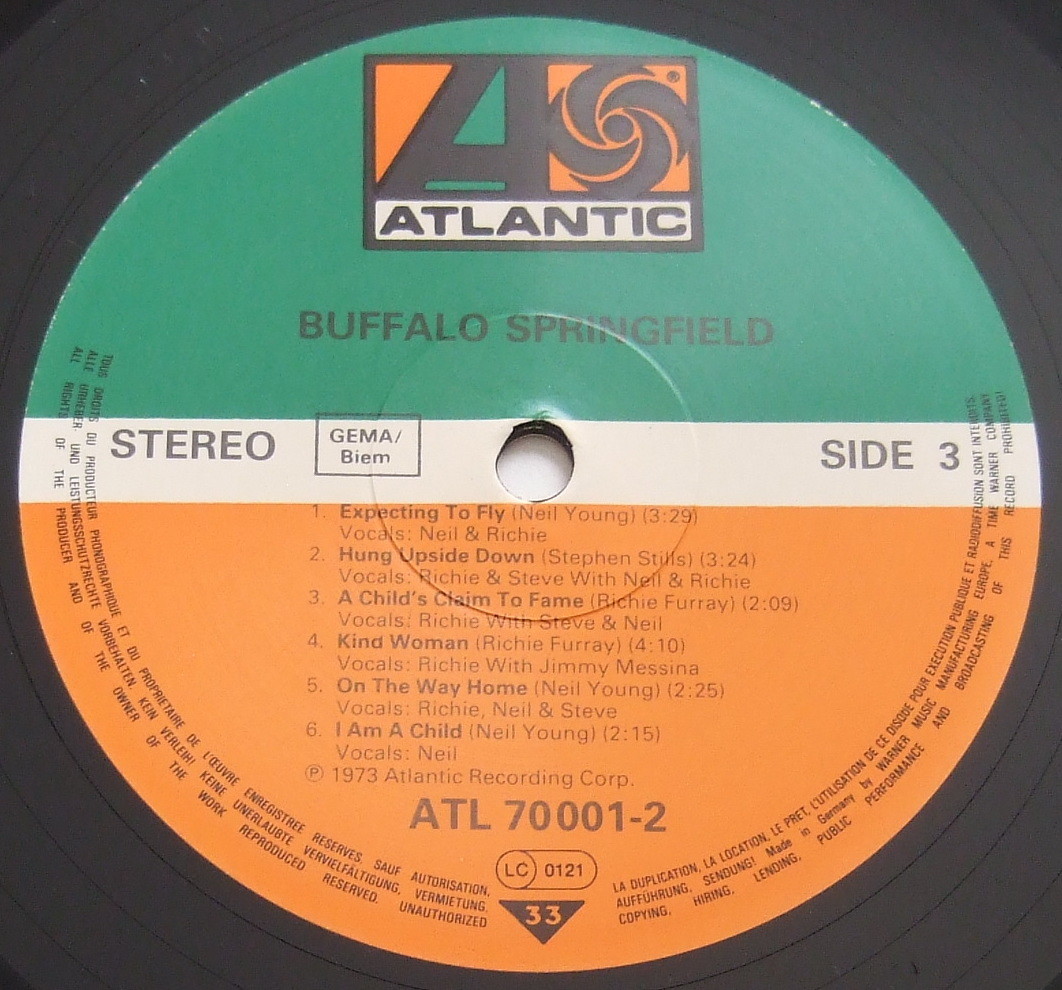 ATLANTIC
®
BUFFALO SPRINGFIELD
STEREO
GEMA/
Biem
SIDE 3
1. Expecting To Fly (Neil Young) (3:29)
Vocals: Neil & Richie
2. Hung Upside Down (Stephen Stills) (3:24)
Vocals: Richie & Steve With Neil & Richie
3. A Child's Claim To Fame (Richie Furray) (2:09)
Vocals: Richie With Steve & Neil
4. Kind Woman (Richie Furray) (4:10)
Vocals: Richie With Jimmy Messina
5. On The Way Home (Neil Young) (2:25)
Vocals: Richie, Neil & Steve
6. I Am A Child (Neil Young) (2:15)
Vocals: Neil
℗ 1973 Atlantic Recording Corp.
ATL 70001-2
LC 0121
33
TOUS DROITS DU PRODUCTEUR PHONOGRAPHIQUE ET DU PROPRIETAIRE DE L'ŒUVRE ENREGISTREE RESERVES. SAUF AUTORISATION, LA DUPLICATION, LA LOCATION, LE PRET, L'UTILISATION DE CE DISQUE POUR EXECUTION PUBLIQUE ET RADIODIFFUSION SONT INTERDITS.
ALLE URHEBER UND LEISTUNGSSCHUTZRECHTE VORBEHALTEN. KEIN VERLEIH! KEINE UNERLAUBTE VERVIELFÄLTIGUNG, VERMIETUNG, AUFFÜHRUNG, SENDUNG! Made in Germany by WARNER MUSIC MANUFACTURING EUROPE. A TIME WARNER COMPANY
ALL RIGHTS OF THE PRODUCER AND OF THE OWNER OF THE WORK REPRODUCED RESERVED. UNAUTHORIZED COPYING, HIRING, LENDING, PUBLIC PERFORMANCE AND BROADCASTING OF THIS RECORD PROHIBITED!